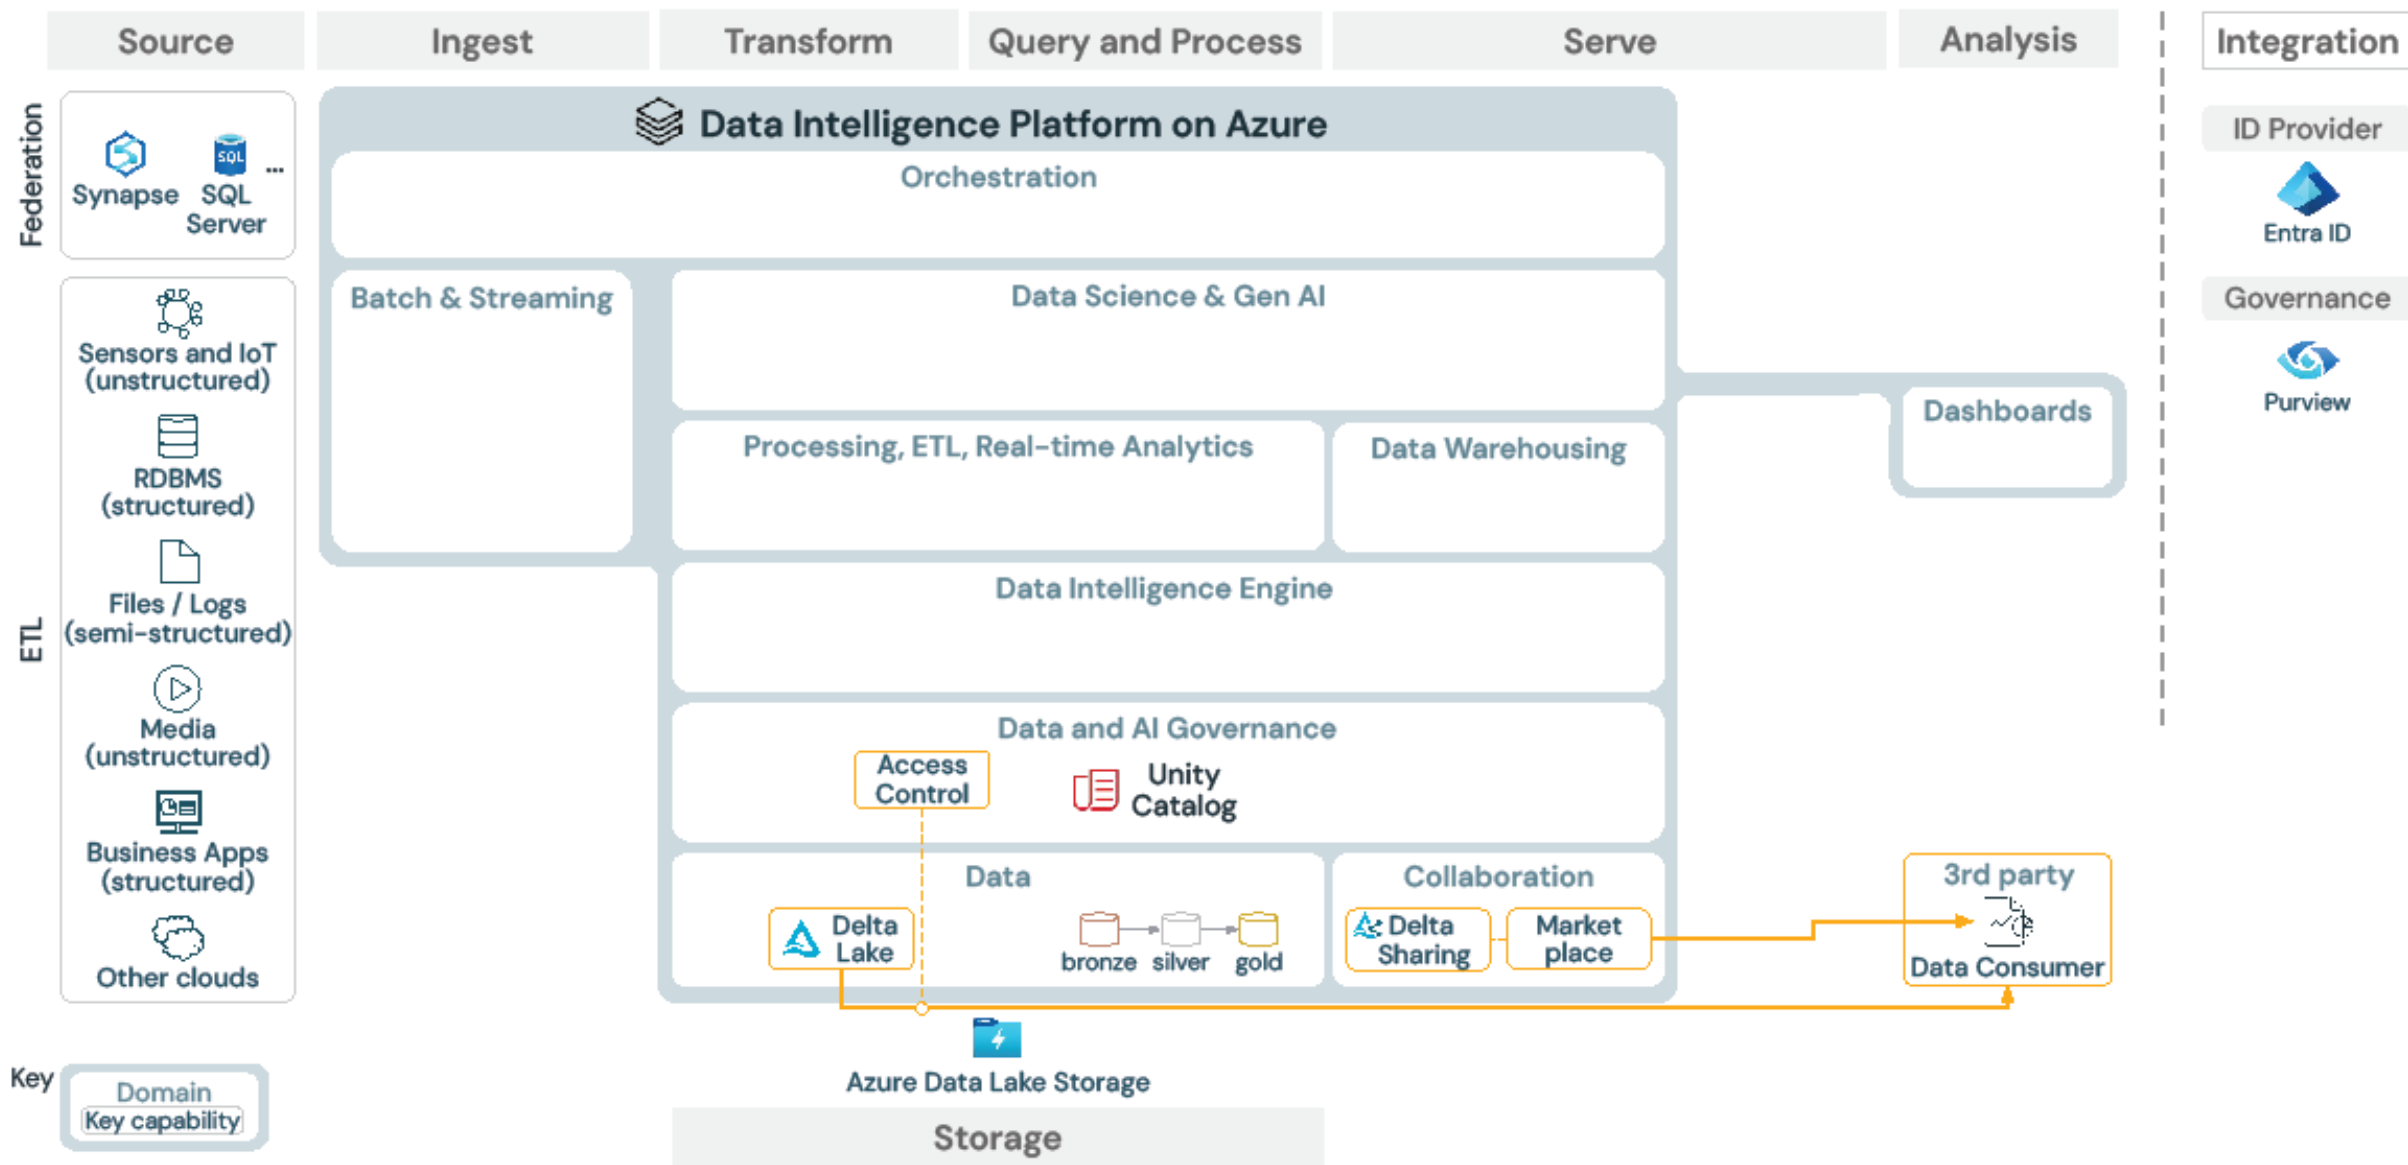 Source
Ingest
Transform
Query and Process
Serve
Analysis
Integration
Federation
Synapse
SQL
SQL
Server
...
Data Intelligence Platform on Azure
Orchestration
ID Provider
Entra ID
Governance
Purview
ETL
Sensors and IoT
(unstructured)
RDBMS
(structured)
Files / Logs
(semi-structured)
Media
(unstructured)
Business Apps
(structured)
Other clouds
Batch & Streaming
Data Science & Gen AI
Processing, ETL, Real-time Analytics
Data Warehousing
Dashboards
Data Intelligence Engine
Data and AI Governance
Access
Control
Unity
Catalog
Data
Delta
Lake
bronze
silver
gold
Collaboration
Delta
Sharing
Market
place
3rd party
Data Consumer
Azure Data Lake Storage
Storage
Key
Domain
Key capability